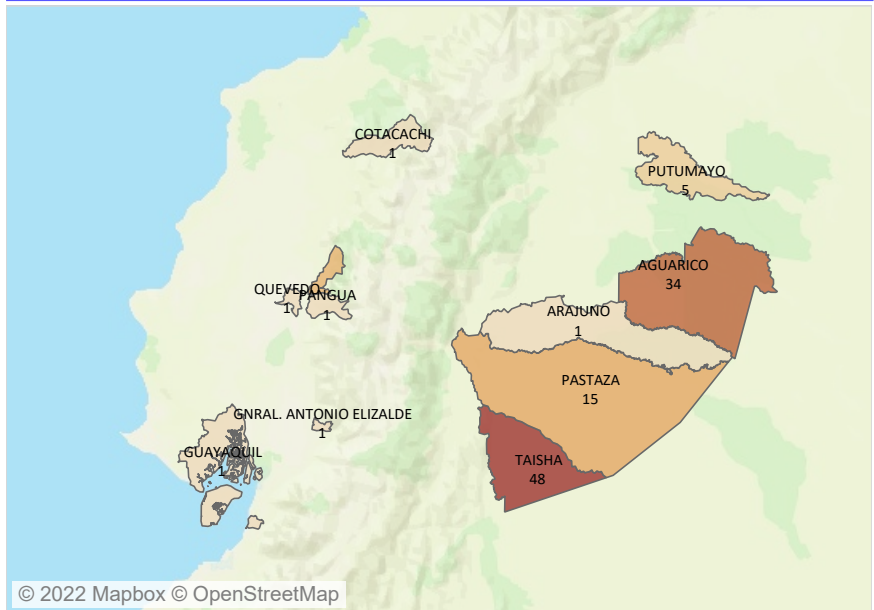 COTACACHI
1
PUTUMAYO
5
AGUARICO
34
QUEVEDO
1
PANGUA
1
ARAJUNO
1
PASTAZA
15
GNRAL. ANTONIO ELIZALDE
1
GUAYAQUIL
1
TAISHA
48
© 2022 Mapbox © OpenStreetMap